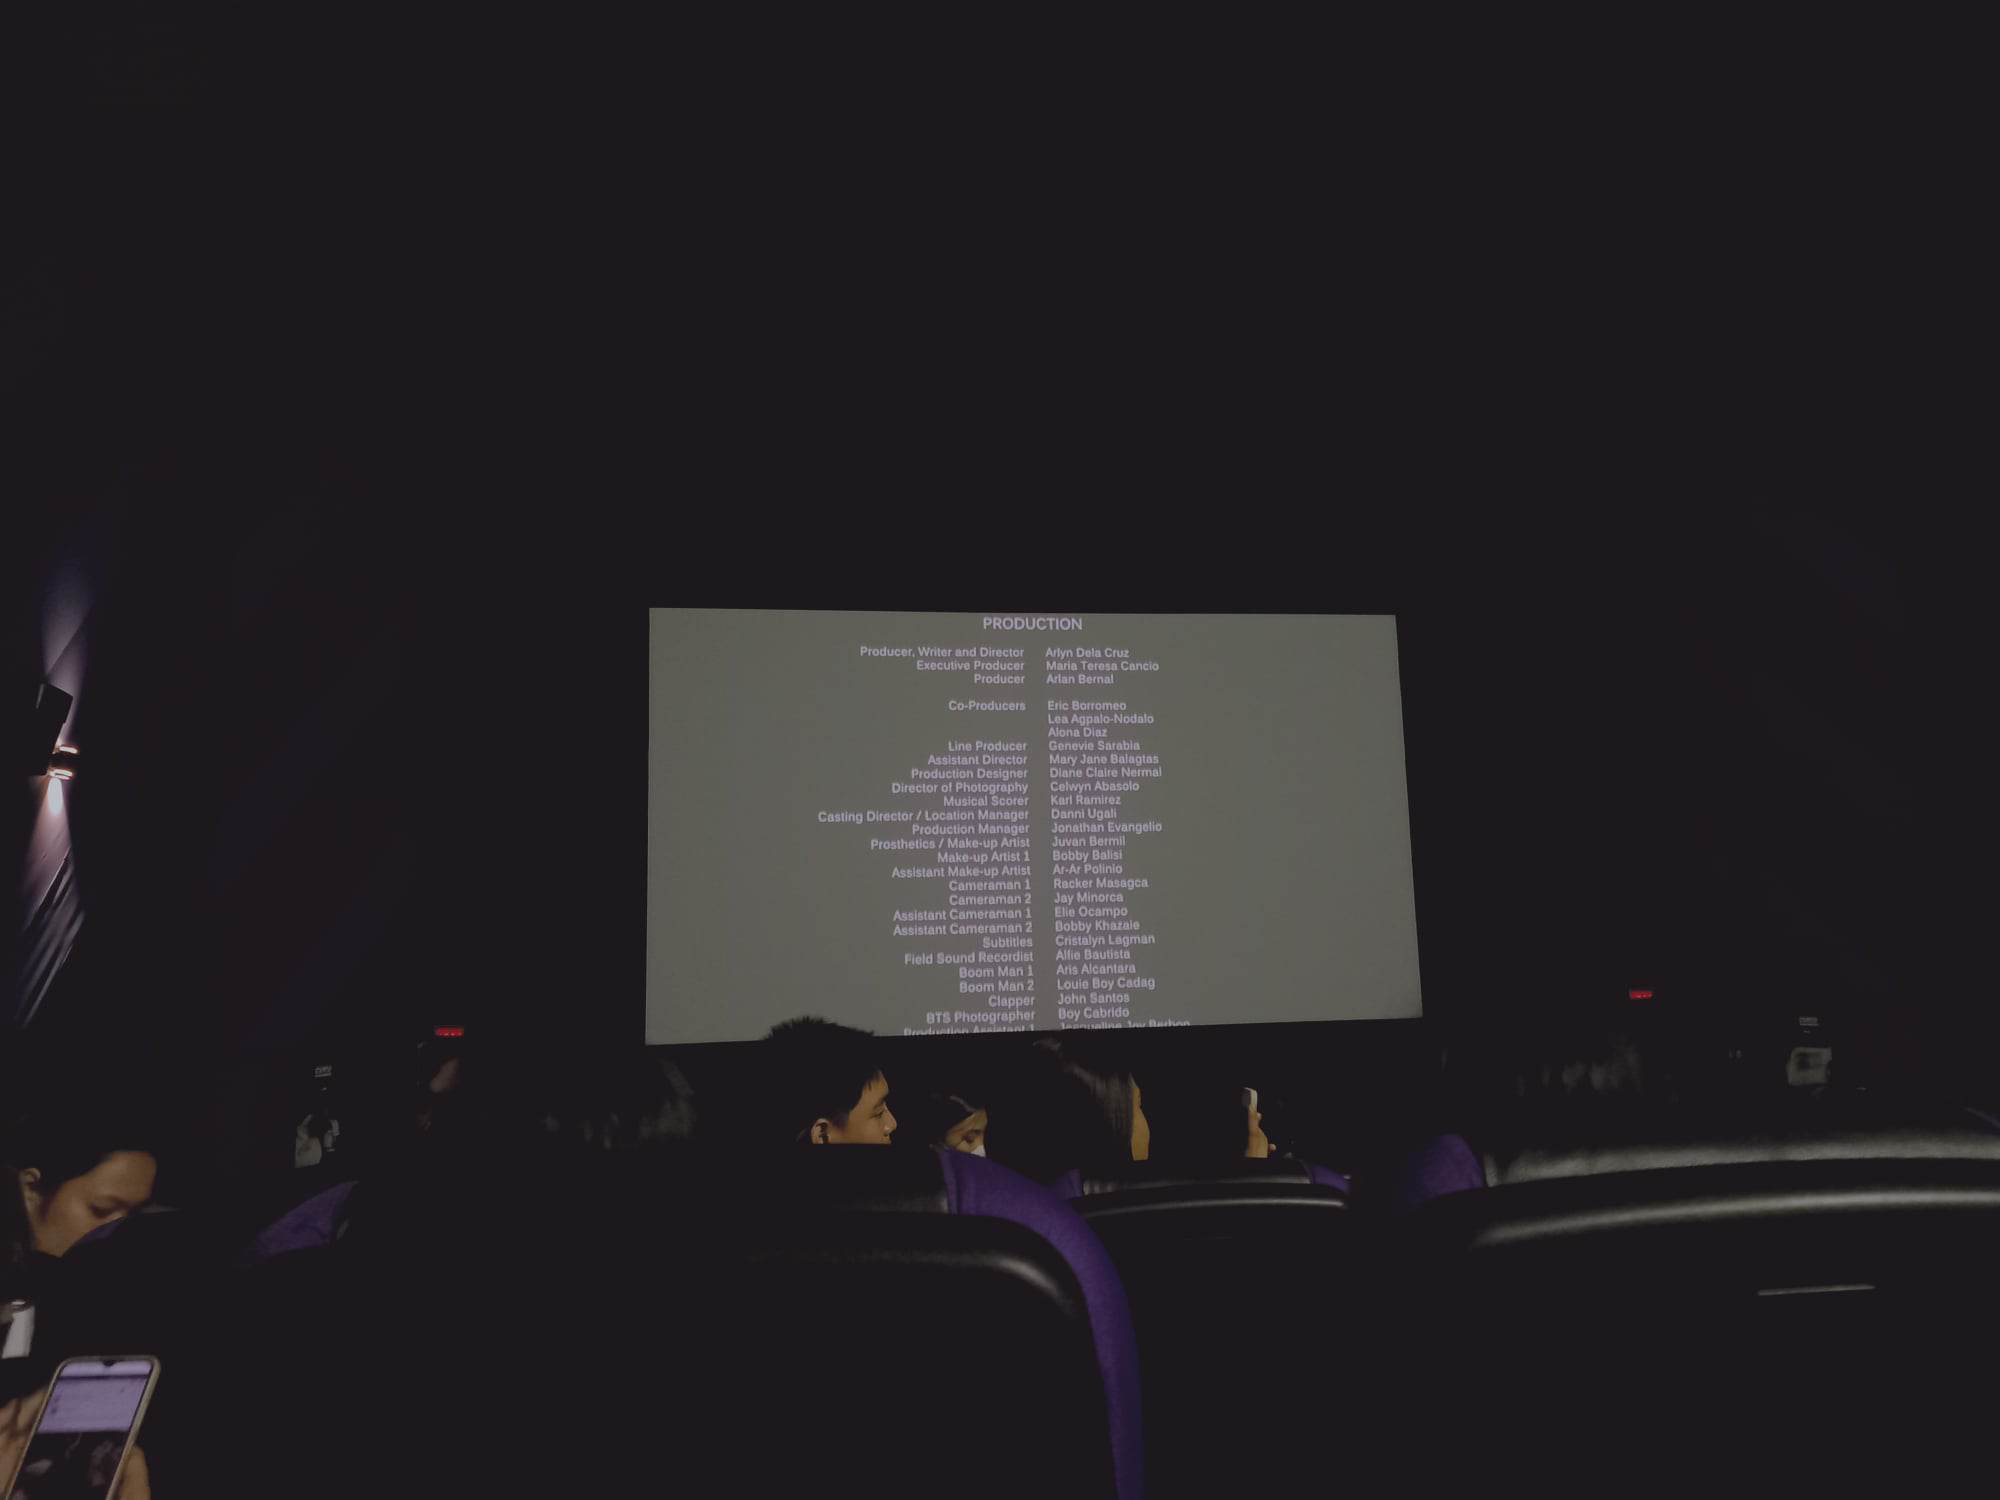 PRODUCTION
Producer, Writer and Director Arlyn Dela Cruz
Executive Producer Maria Teresa Cancio
Producer Arlan Bernal
Co-Producers Eric Borromeo
Lea Agpalo-Nodalo
Alona Diaz
Line Producer Genevie Sarabia
Assistant Director Mary Jane Balagtas
Production Designer Diane Claire Nermal
Director of Photography Celwyn Abasolo
Musical Scorer Karl Ramirez
Casting Director / Location Manager Danni Ugali
Production Manager Jonathan Evangelio
Prosthetics / Make-up Artist Juvan Bermil
Make-up Artist 1 Bobby Balisi
Assistant Make-up Artist Ar-Ar Polinio
Cameraman 1 Racker Masagca
Cameraman 2 Jay Minorca
Assistant Cameraman 1 Elie Ocampo
Assistant Cameraman 2 Bobby Khazale
Subtitles Cristalyn Lagman
Field Sound Recordist Alfie Bautista
Boom Man 1 Aris Alcantara
Boom Man 2 Louie Boy Cadag
Clapper John Santos
BTS Photographer Boy Cabrido
Production Assistant 1 Jacqueline Joy